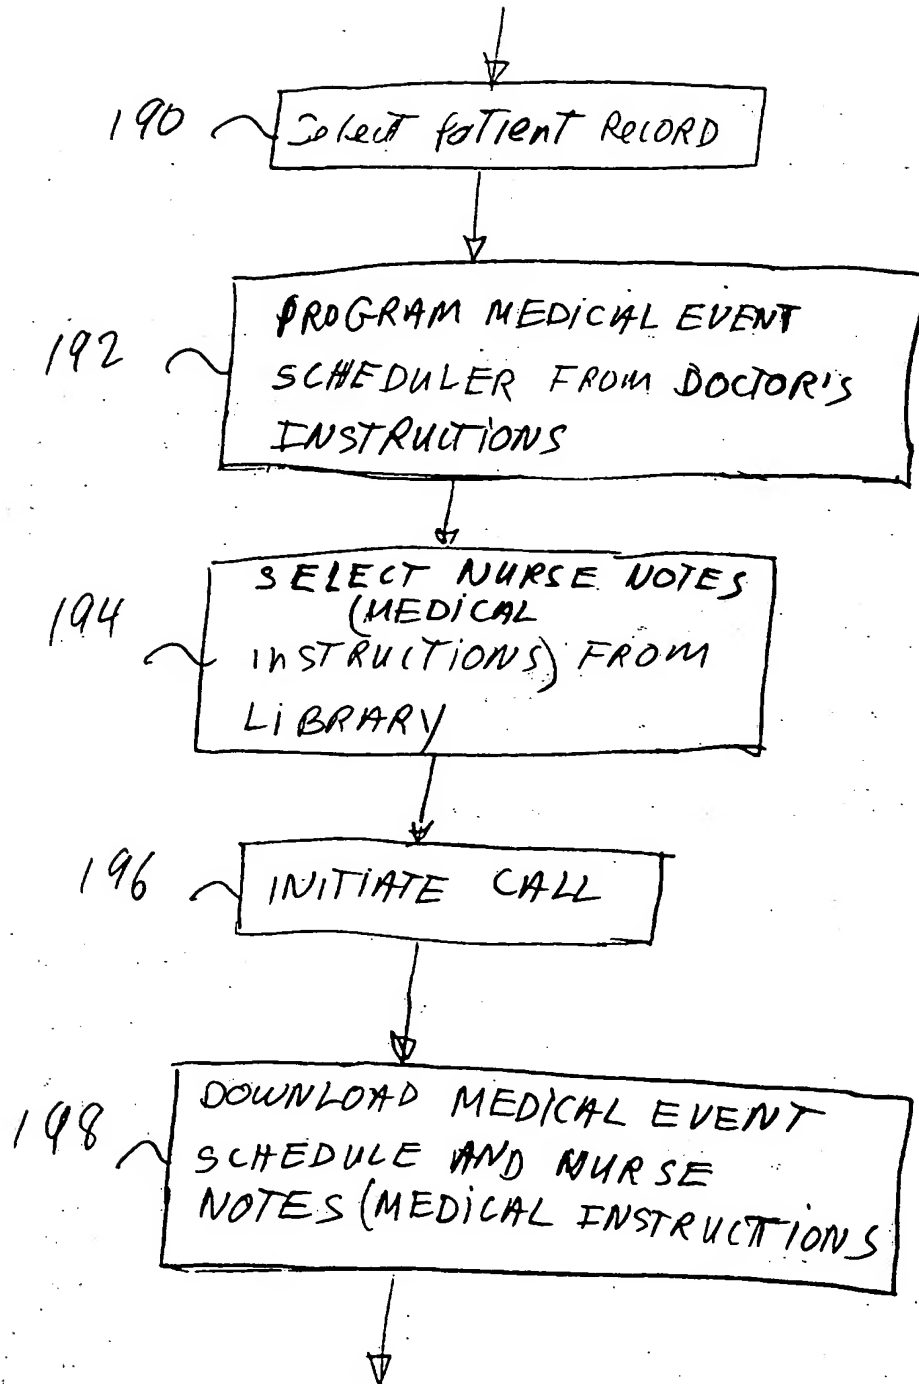 190 Select Patient RECORD
192 PROGRAM MEDICAL EVENT
SCHEDULER FROM DOCTOR'S
INSTRUCTIONS
194 SELECT NURSE NOTES
(MEDICAL
INSTRUCTIONS) FROM
LIBRARY
196 INITIATE CALL
198 DOWNLOAD MEDICAL EVENT
SCHEDULE AND NURSE
NOTES (MEDICAL INSTRUCTIONS